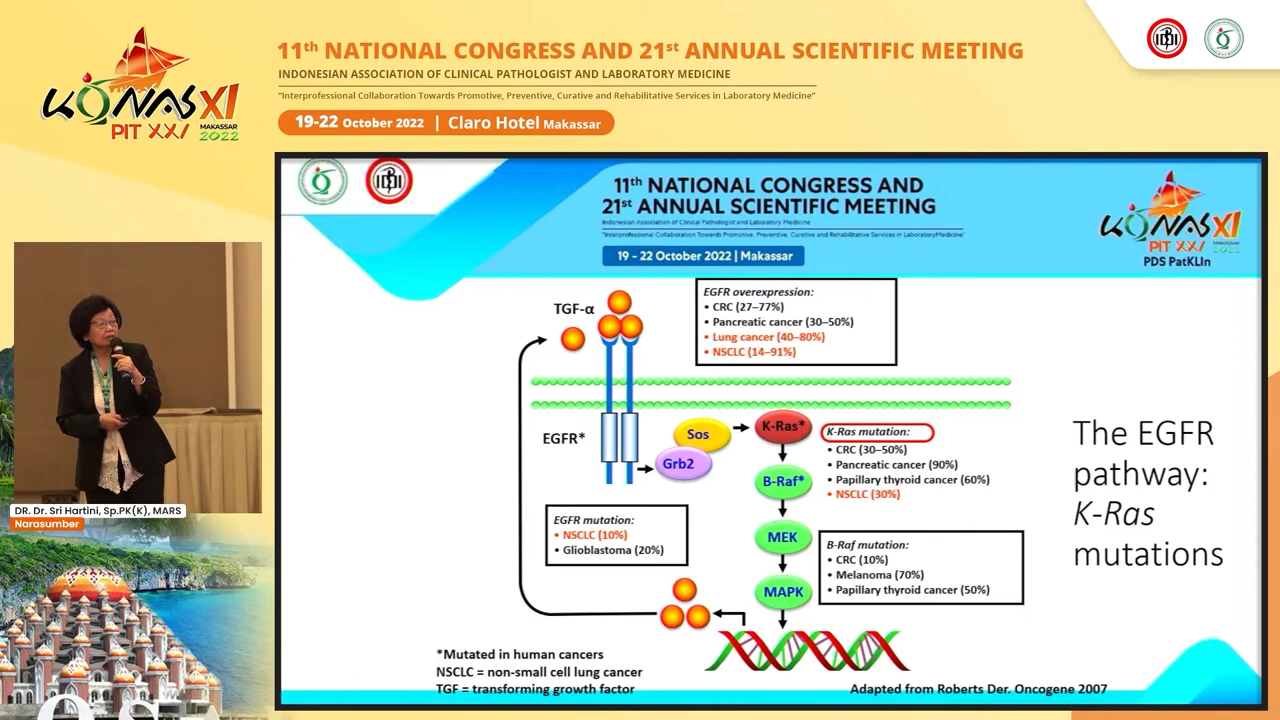 KONAS XI
PIT XXI
MAKASSAR
2022
11th NATIONAL CONGRESS AND 21st ANNUAL SCIENTIFIC MEETING
INDONESIAN ASSOCIATION OF CLINICAL PATHOLOGIST AND LABORATORY MEDICINE
"Interprofessional Collaboration Towards Promotive, Preventive, Curative and Rehabilitative Services in Laboratory Medicine"
19-22 October 2022 | Claro Hotel Makassar
11th NATIONAL CONGRESS AND
21st ANNUAL SCIENTIFIC MEETING
Indonesian Association of Clinical Pathologist and Laboratory Medicine
"Interprofessional Collaboration Towards Promotive, Preventive, Curative and Rehabilitative Services in LaboratoryMedicine"
19 - 22 October 2022 | Makassar
KONAS XI
PIT XXI
PDS PatKLIn
TGF-α
EGFR overexpression:
• CRC (27–77%)
• Pancreatic cancer (30–50%)
• Lung cancer (40–80%)
• NSCLC (14–91%)
EGFR*
Sos
Grb2
K-Ras*
B-Raf*
MEK
MAPK
K-Ras mutation:
• CRC (30–50%)
• Pancreatic cancer (90%)
• Papillary thyroid cancer (60%)
• NSCLC (30%)
EGFR mutation:
• NSCLC (10%)
• Glioblastoma (20%)
B-Raf mutation:
• CRC (10%)
• Melanoma (70%)
• Papillary thyroid cancer (50%)
The EGFR
pathway:
K-Ras
mutations
*Mutated in human cancers
NSCLC = non-small cell lung cancer
TGF = transforming growth factor
Adapted from Roberts Der. Oncogene 2007
DR. Dr. Sri Hartini, Sp.PK(K), MARS
Narasumber